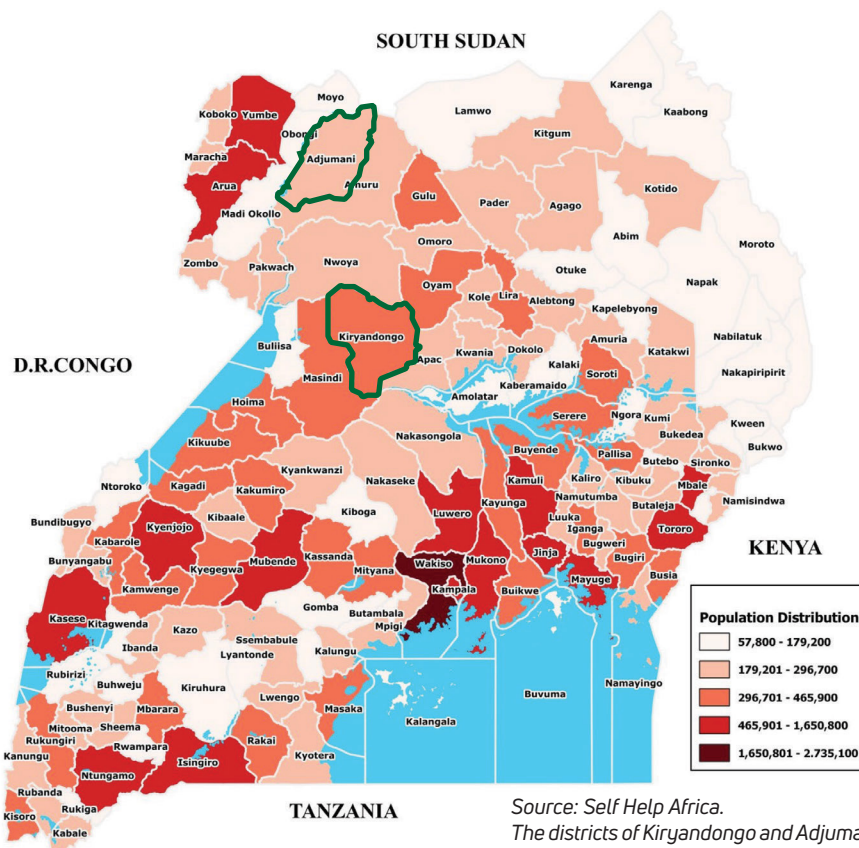 SOUTH SUDAN
Karenga
Kaabong
Moyo
Lamwo
Koboko
Yumbe
Obongi
Kitgum
Maracha
Adjumani
Arua
Amuru
Gulu
Kotido
Madi Okollo
Pader
Agago
Abim
Moroto
Omoro
Zombo
Pakwach
Nwoya
Otuke
Napak
Oyam
Kole
Lira
Alebtong
Kapelebyong
Kiryandongo
Amuria
Nabilatuk
Buliisa
Apac
Kwania
Dokolo
Kalaki
Katakwi
D.R.CONGO
Masindi
Soroti
Nakapiripirit
Kaberamaido
Amolatar
Hoima
Serere
Ngora
Kumi
Kween
Nakasongola
Bukedea
Bukwo
Kikuube
Buyende
Pallisa
Butebo
Sironko
Kyankwanzi
Ntoroko
Kagadi
Kakumiro
Nakaseke
Kamuli
Kaliro
Kibuku
Mbale
Kayunga
Namutumba
Butaleja
Namisindwa
Bundibugyo
Kibaale
Kiboga
Luwero
Luuka
Kyenjojo
Iganga
Tororo
Kabarole
Bugweri
Bunyangabu
Mubende
Kassanda
Mityana
Wakiso
Mukono
Jinja
KENYA
Kyegegwa
Bugiri
Kamwenge
Kampala
Mayuge
Busia
Buikwe
Kasese
Gomba
Butambala
Kitagwenda
Mpigi
Kazo
Ssembabule
Ibanda
Lyantonde
Kalungu
Rubirizi
Buhweju
Kiruhura
Namayingo
Bushenyi
Mbarara
Lwengo
Masaka
Kalangala
Buvuma
Mitooma
Sheema
Rukungiri
Rwampara
Rakai
Kanungu
Isingiro
Kyotera
Ntungamo
Rubanda
Rukiga
Kisoro
Kabale
TANZANIA
Population Distribution
57,800 - 179,200
179,201 - 296,700
296,701 - 465,900
465,901 - 1,650,800
1,650,801 - 2.735,100
Source: Self Help Africa.
The districts of Kiryandongo and Adjuma